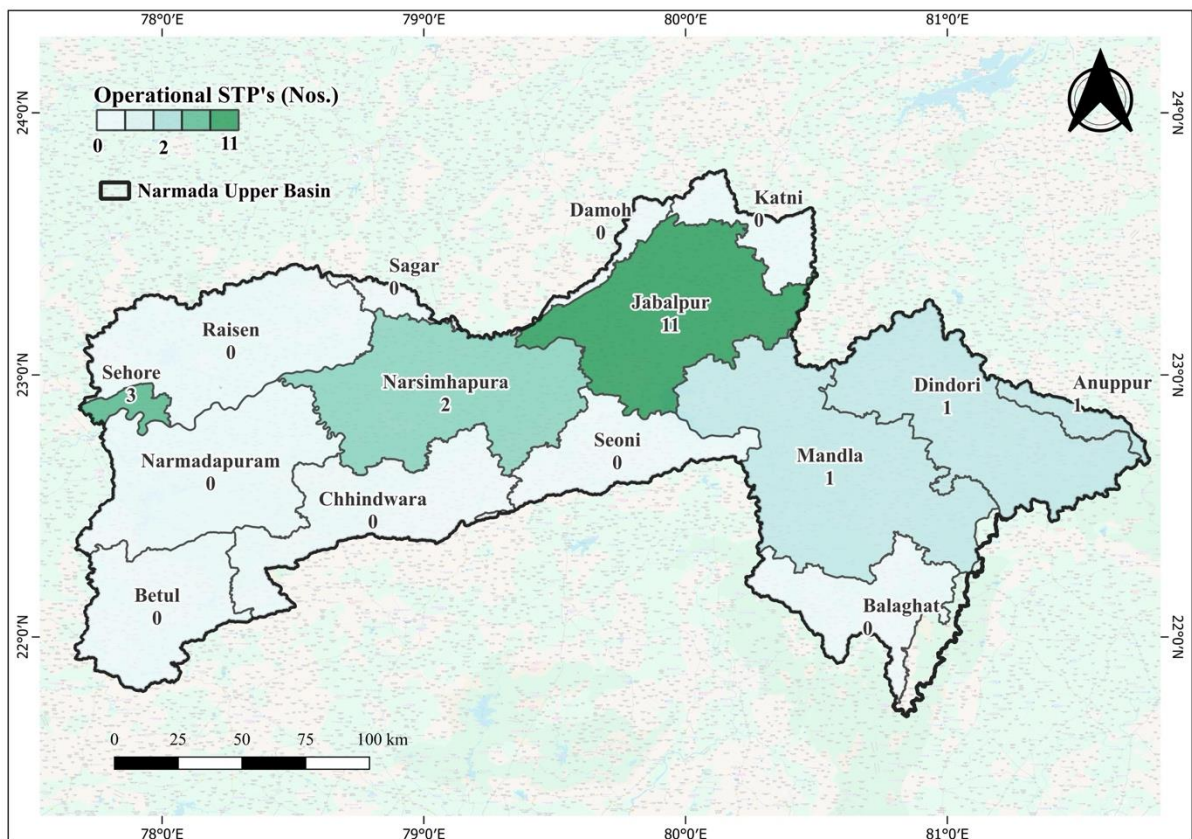 78°0'E 79°0'E 80°0'E 81°0'E
24°0'N 24°0'N
Operational STP's (Nos.)
0 2 11
Narmada Upper Basin
Katni
0
Damoh
0
Sagar
0
Jabalpur
11
Raisen
0
23°0'N 23°0'N
Sehore
3
Narsimhapura
2
Dindori
1
Anuppur
1
Seoni
0
Narmadapuram
0
Mandla
1
Chhindwara
0
Betul
0
Balaghat
0
22°0'N 22°0'N
0 25 50 75 100 km
78°0'E 79°0'E 80°0'E 81°0'E